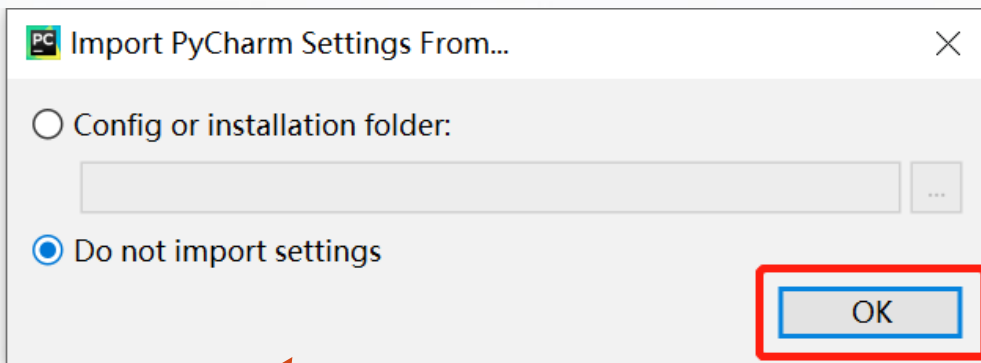 PC Import PyCharm Settings From...
Config or installation folder:
...
Do not import settings
OK